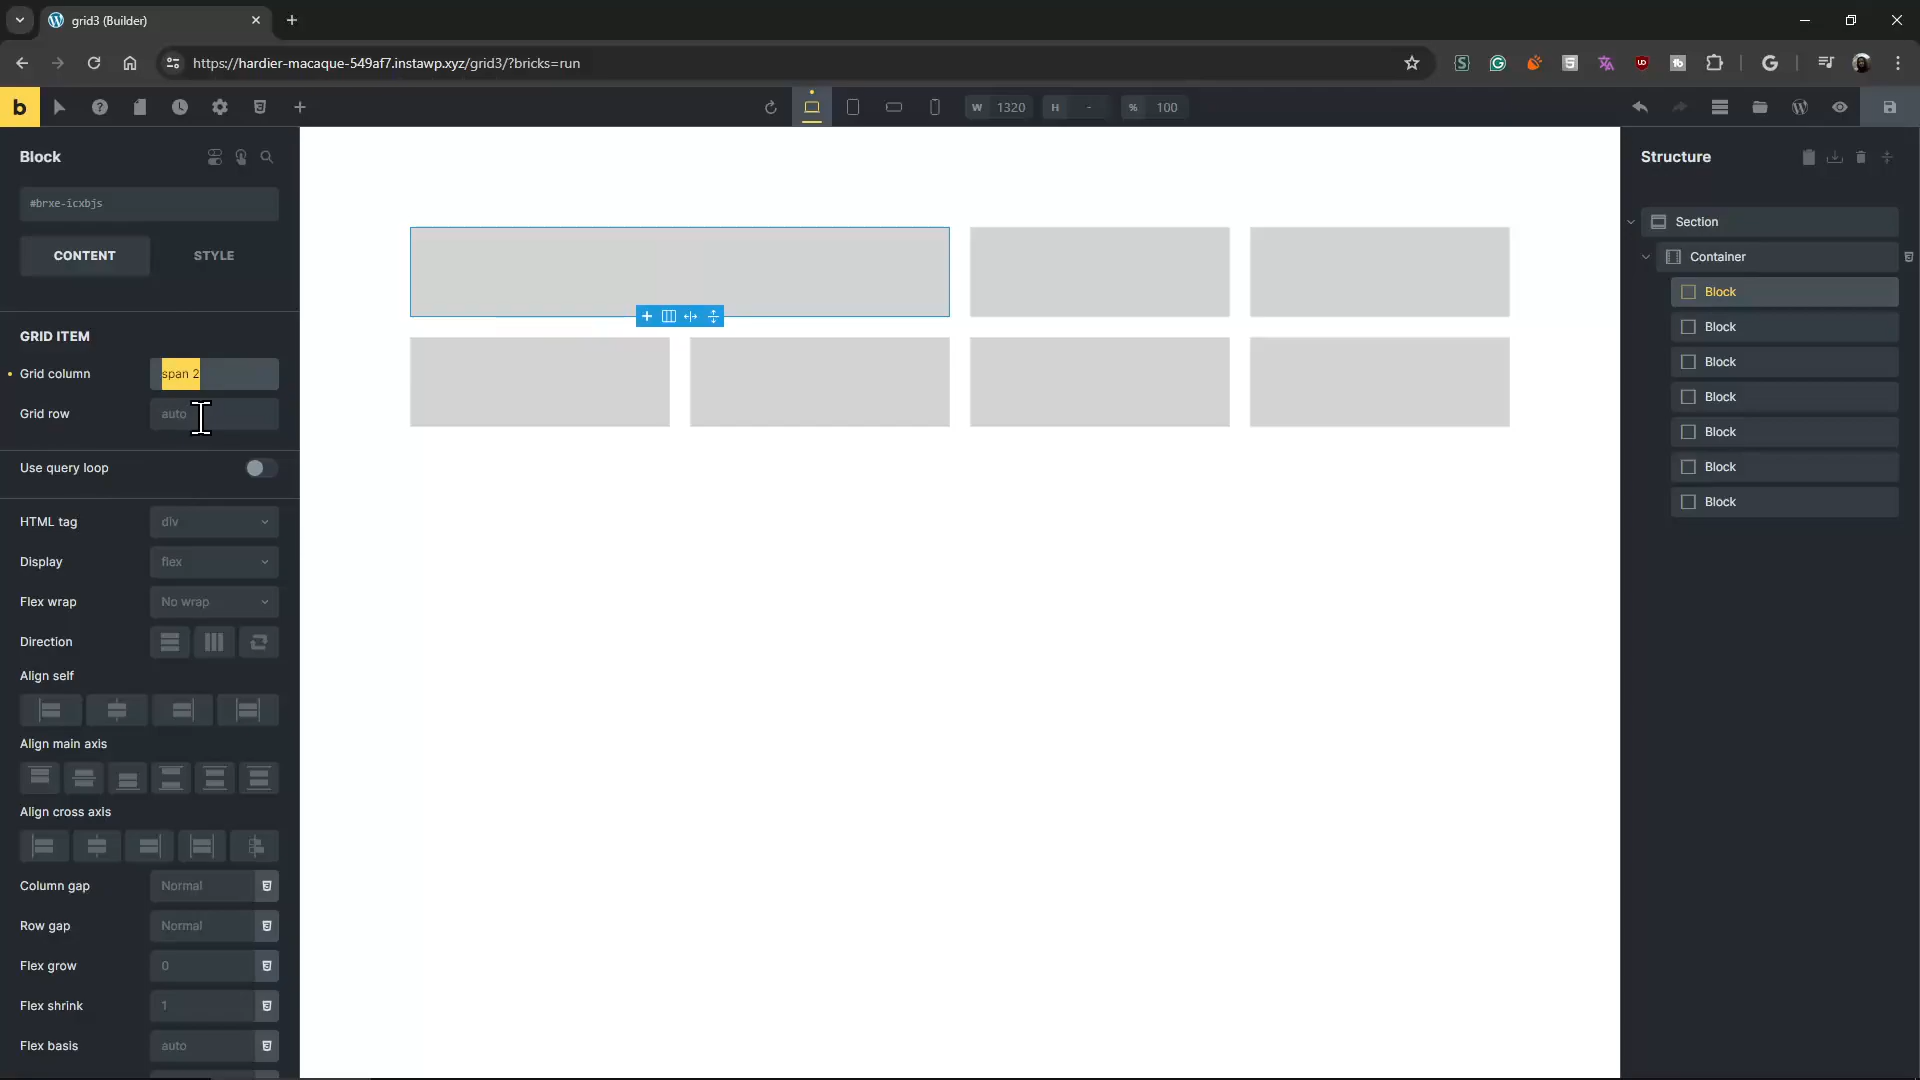 grid3 (Builder)
https://hardier-macaque-549af7.instawp.xyz/grid3/?bricks=run
b
W 1320 H - % 100
Block
#brxe-icxbjs
CONTENT STYLE
GRID ITEM
Grid column span 2
Grid row auto
Use query loop
HTML tag div
Display flex
Flex wrap No wrap
Direction
Align self
Align main axis
Align cross axis
Column gap Normal
Row gap Normal
Flex grow 0
Flex shrink 1
Flex basis auto
Structure
Section
Container
Block
Block
Block
Block
Block
Block
Block